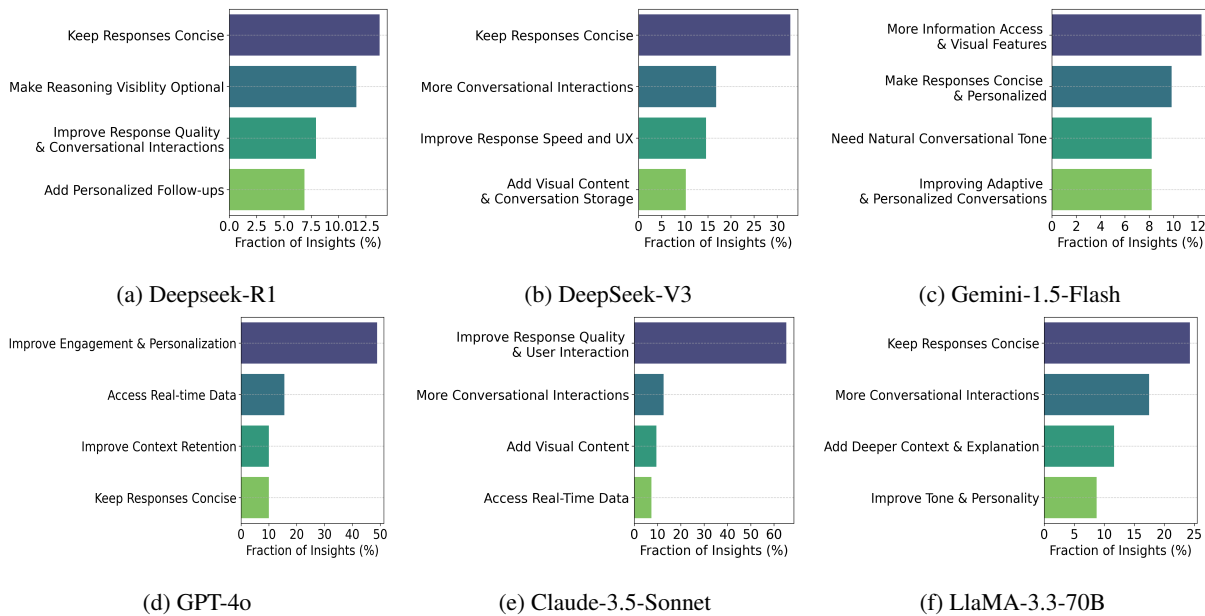 Keep Responses Concise
Make Reasoning Visiblity Optional
Improve Response Quality
& Conversational Interactions
Add Personalized Follow-ups
0.0 2.5 5.0 7.5 10.0 12.5
Fraction of Insights (%)
(a) Deepseek-R1
Keep Responses Concise
More Conversational Interactions
Improve Response Speed and UX
Add Visual Content
& Conversation Storage
0 5 10 15 20 25 30
Fraction of Insights (%)
(b) DeepSeek-V3
More Information Access
& Visual Features
Make Responses Concise
& Personalized
Need Natural Conversational Tone
Improving Adaptive
& Personalized Conversations
0 2 4 6 8 10 12
Fraction of Insights (%)
(c) Gemini-1.5-Flash
Improve Engagement & Personalization
Access Real-time Data
Improve Context Retention
Keep Responses Concise
0 10 20 30 40 50
Fraction of Insights (%)
(d) GPT-4o
Improve Response Quality
& User Interaction
More Conversational Interactions
Add Visual Content
Access Real-Time Data
0 10 20 30 40 50 60
Fraction of Insights (%)
(e) Claude-3.5-Sonnet
Keep Responses Concise
More Conversational Interactions
Add Deeper Context & Explanation
Improve Tone & Personality
0 5 10 15 20 25
Fraction of Insights (%)
(f) LlaMA-3.3-70B